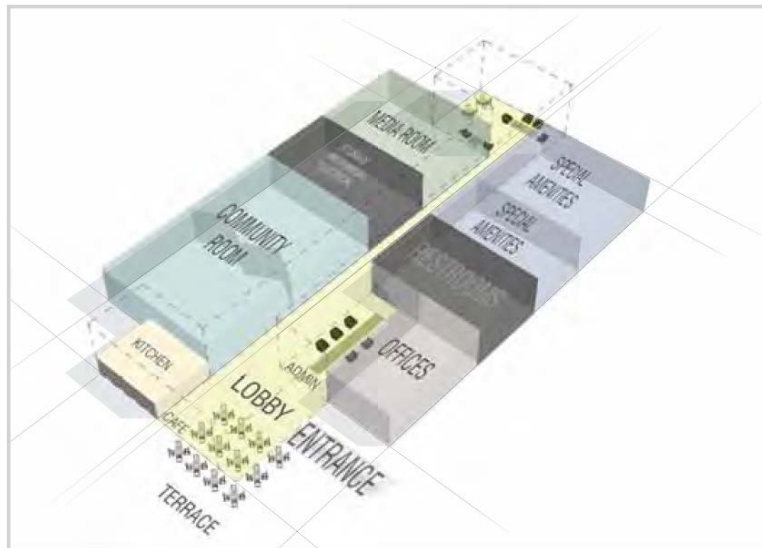 MEDIA ROOM
SPECIAL
AMENITIES
SPECIAL
AMENITIES
COMMUNITY
ROOM
RESTROOMS
KITCHEN
OFFICES
ADMIN
LOBBY
CAFE
ENTRANCE
TERRACE